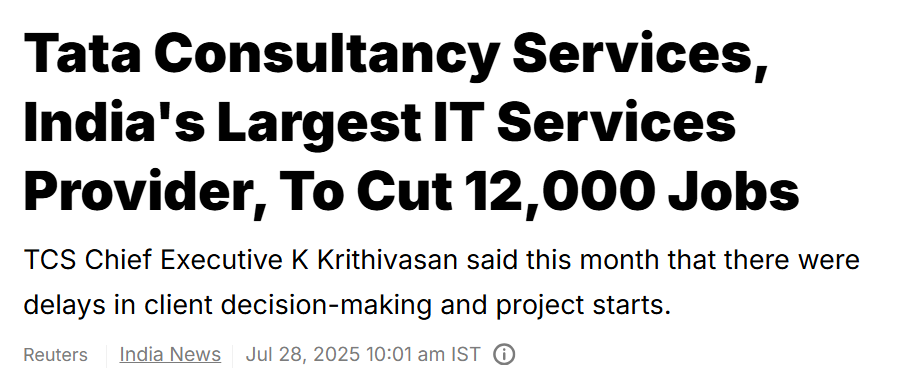 Tata Consultancy Services,
India's Largest IT Services
Provider, To Cut 12,000 Jobs
TCS Chief Executive K Krithivasan said this month that there were
delays in client decision-making and project starts.
Reuters India News Jul 28, 2025 10:01 am IST